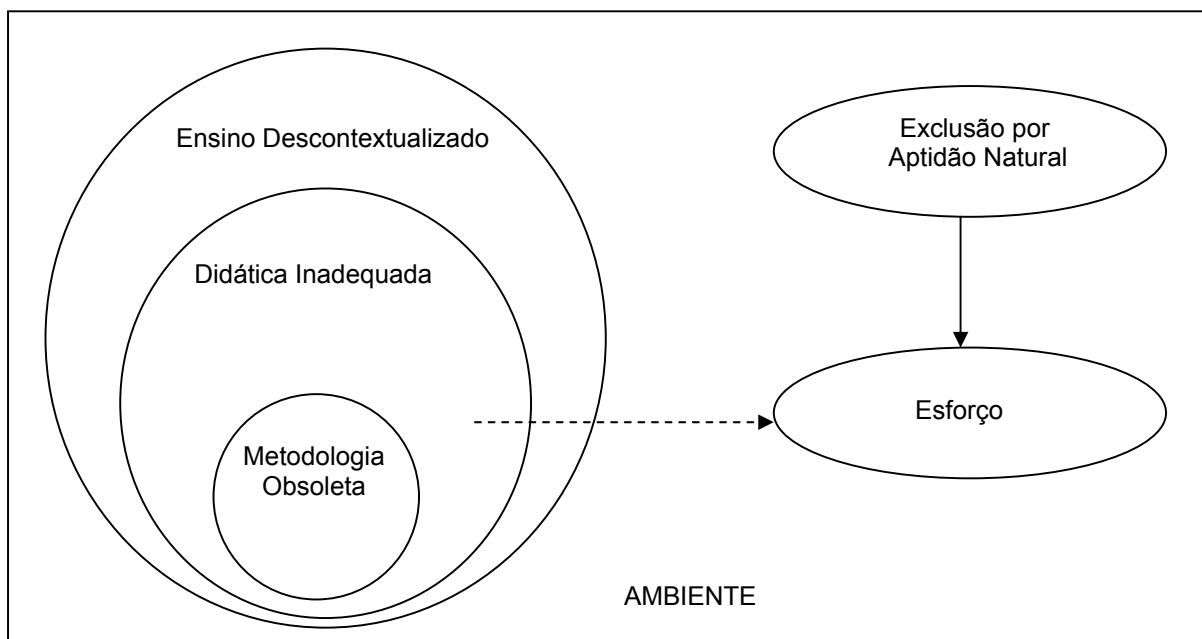 Ensino Descontextualizado
Didática Inadequada
Metodologia
Obsoleta
Exclusão por
Aptidão Natural
Esforço
AMBIENTE